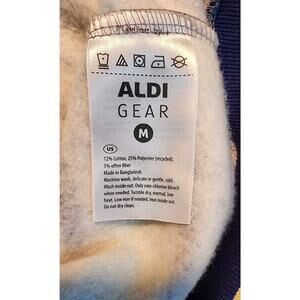 ALDI
GEAR
M
US
72% Cotton, 25% Polyester (recycled),
3% other fiber
Made in Bangladesh.
Machine wash, delicate or gentle, cold.
Wash inside out. Only non-chlorine bleach
when needed. Tumble dry, normal, low
heat. Iron needed if needed. Iron inside out.
Do not dry clean.